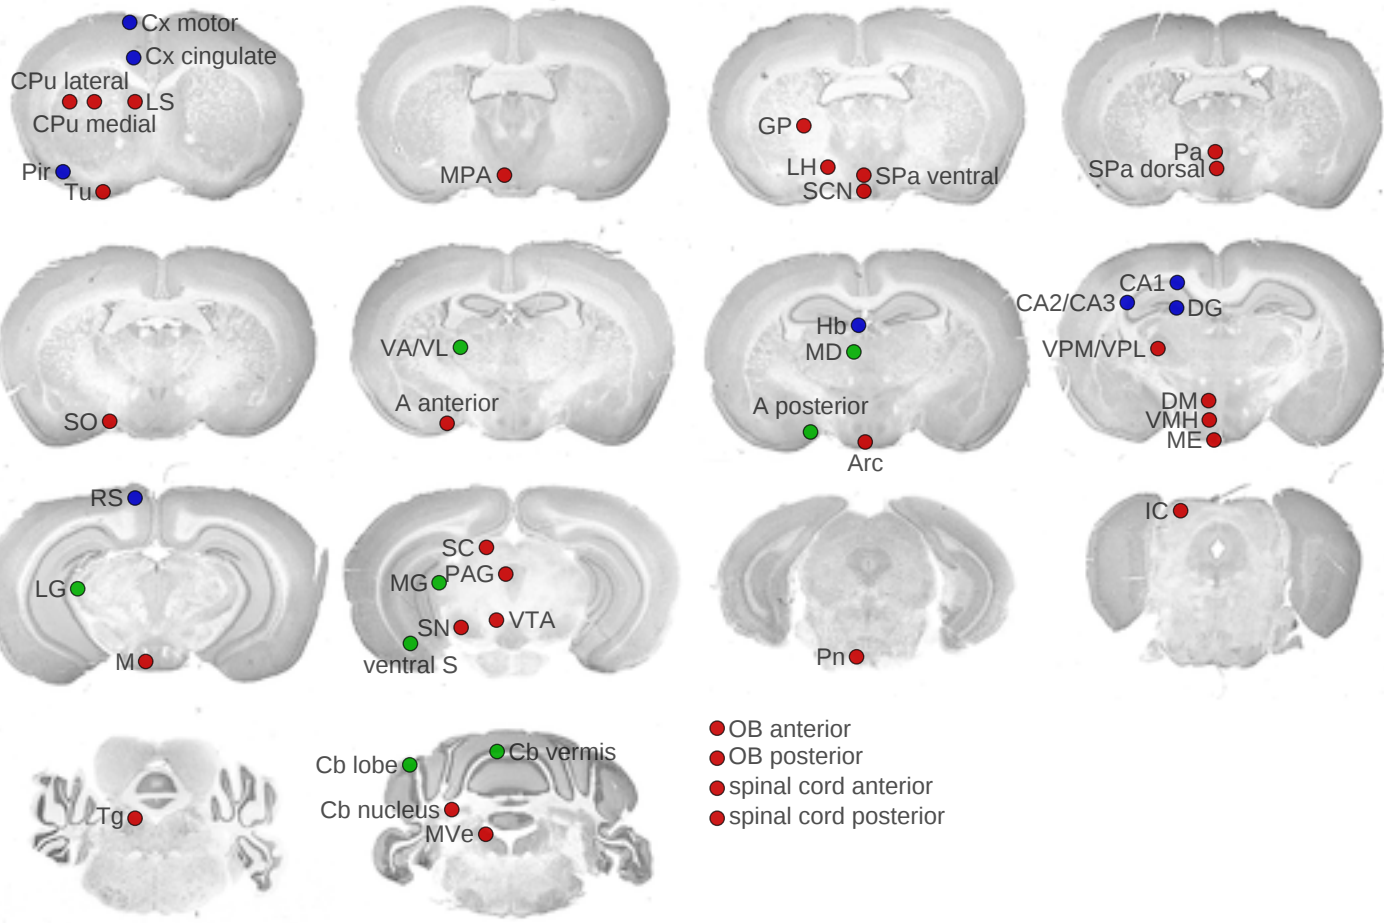 Cx motor
Cx cingulate
CPu lateral
LS
CPu medial
Pir
Tu
MPA
GP
LH
SPa ventral
SCN
Pa
SPa dorsal
SO
VA/VL
A anterior
Hb
MD
A posterior
Arc
CA1
CA2/CA3
DG
VPM/VPL
DM
VMH
ME
RS
LG
M
SC
MG
PAG
SN
VTA
ventral S
Pn
IC
Tg
Cb lobe
Cb vermis
Cb nucleus
MVe
OB anterior
OB posterior
spinal cord anterior
spinal cord posterior